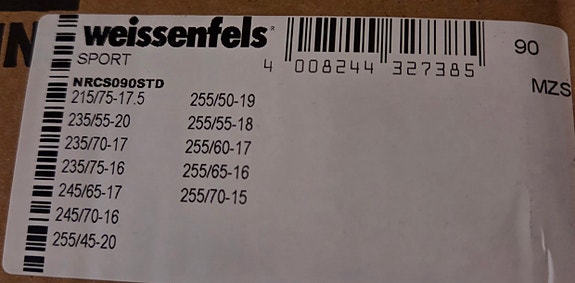 weissenfels®
SPORT
4 008244 327385
90
MZS
NRCS090STD
215/75-17.5
235/55-20
235/70-17
235/75-16
245/65-17
245/70-16
255/45-20
255/50-19
255/55-18
255/60-17
255/65-16
255/70-15